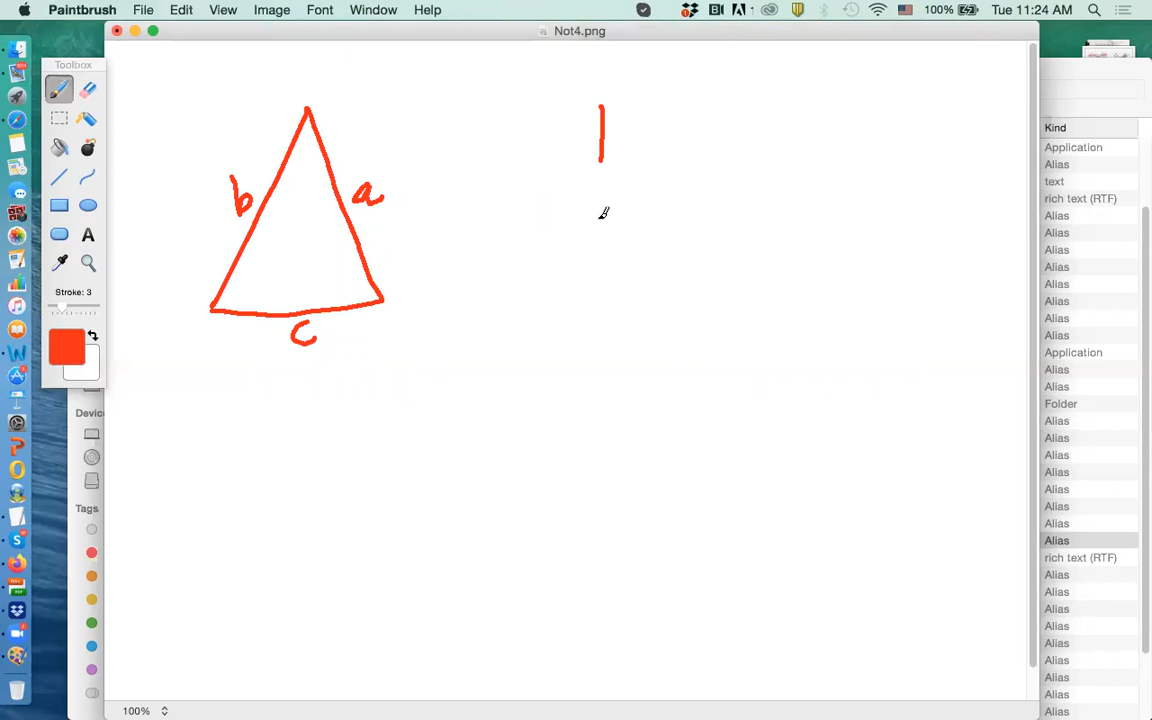 Paintbrush File Edit View Image Font Window Help 100% Tue 11:24 AM
Not4.png
Toolbox
Stroke: 3
b
a
c
Devic
Tags
100%
Kind
Application
Alias
text
rich text (RTF)
Alias
Alias
Alias
Alias
Alias
Alias
Alias
Alias
Application
Alias
Alias
Folder
Alias
Alias
Alias
Alias
Alias
Alias
Alias
Alias
rich text (RTF)
Alias
Alias
Alias
Alias
Alias
Alias
Alias
Alias
Alias